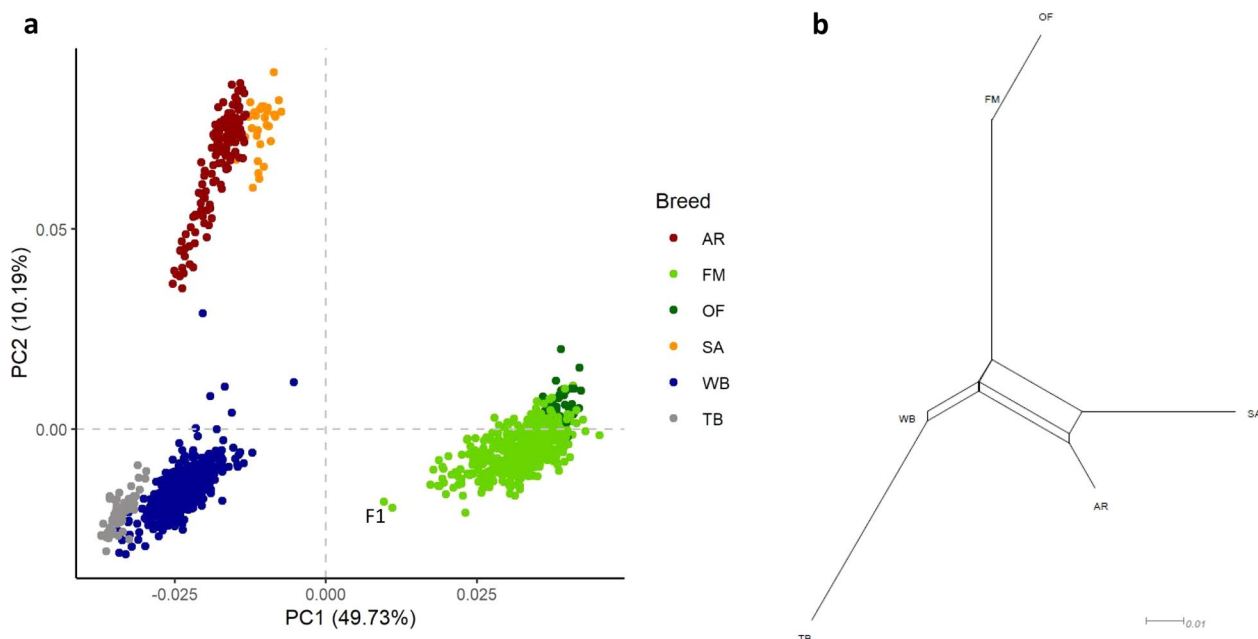 a
b
PC2 (10.19%)
0.05
0.00
-0.025
0.000
0.025
PC1 (49.73%)
F1
Breed
AR
FM
OF
SA
WB
TB
OF
FM
WB
SA
AR
TB
0.01